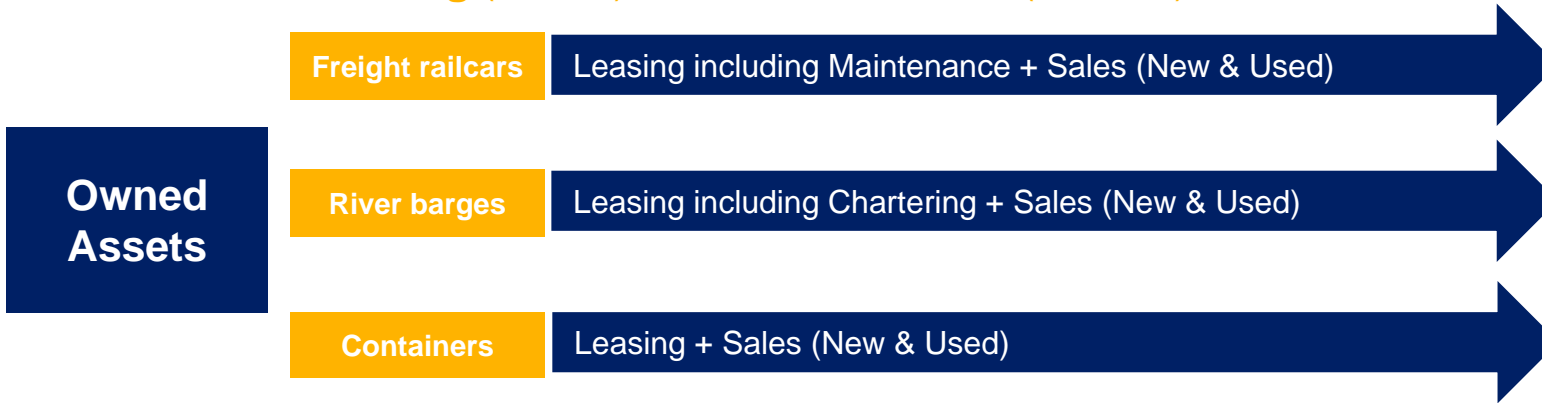 Freight railcars
Leasing including Maintenance + Sales (New & Used)
Owned
Assets
River barges
Leasing including Chartering + Sales (New & Used)
Containers
Leasing + Sales (New & Used)